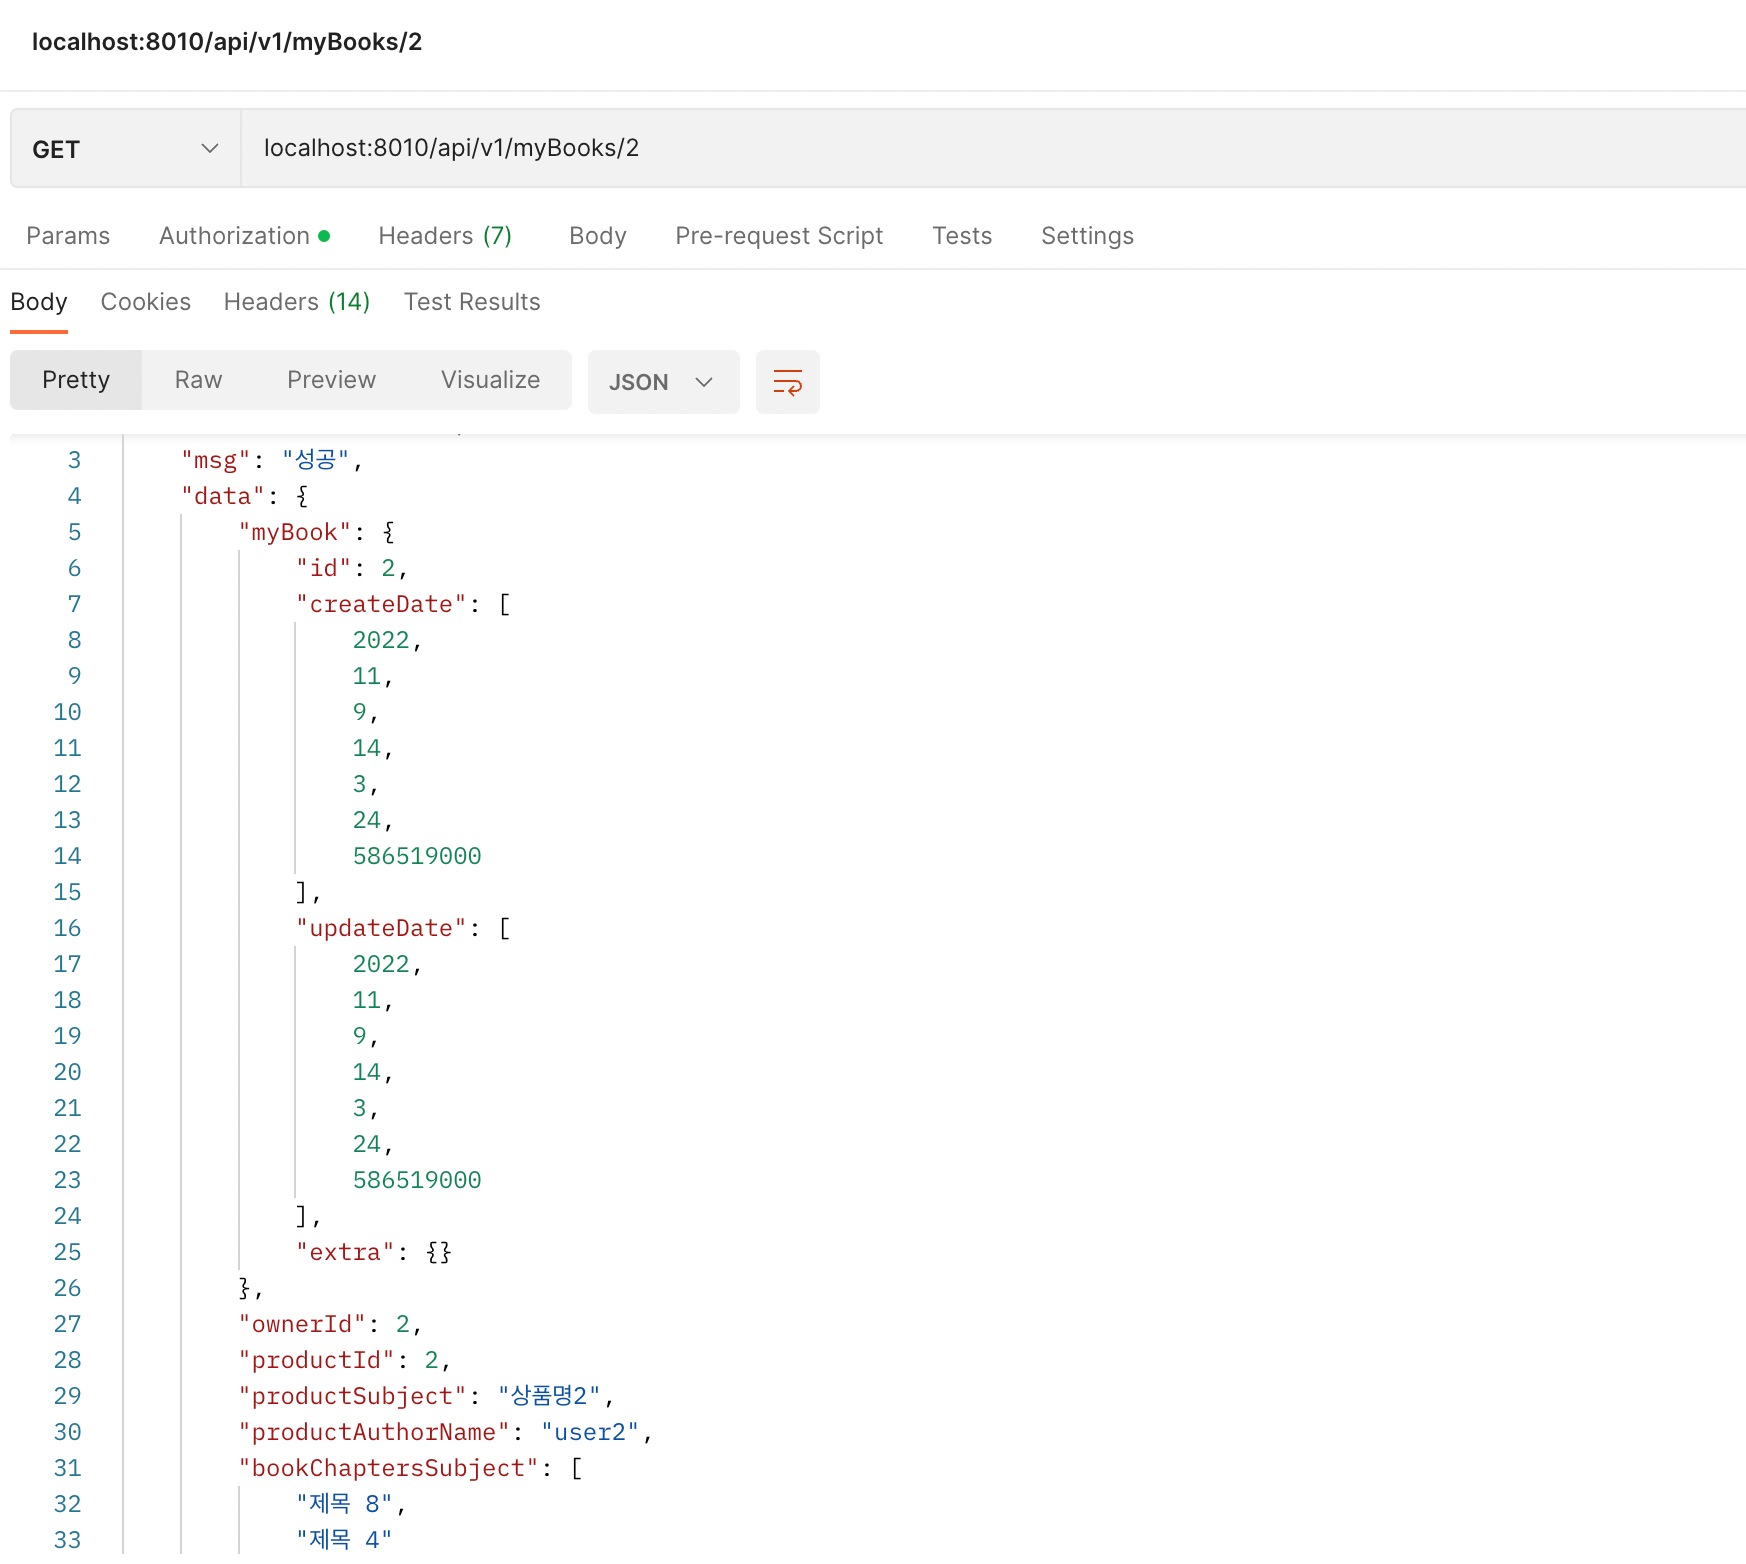 localhost:8010/api/v1/myBooks/2
GET localhost:8010/api/v1/myBooks/2
Params Authorization Headers (7) Body Pre-request Script Tests Settings
Body Cookies Headers (14) Test Results
Pretty Raw Preview Visualize JSON
3 "msg": "성공",
4 "data": {
5 "myBook": {
6 "id": 2,
7 "createDate": [
8 2022,
9 11,
10 9,
11 14,
12 3,
13 24,
14 586519000
15 ],
16 "updateDate": [
17 2022,
18 11,
19 9,
20 14,
21 3,
22 24,
23 586519000
24 ],
25 "extra": {}
26 },
27 "ownerId": 2,
28 "productId": 2,
29 "productSubject": "상품명2",
30 "productAuthorName": "user2",
31 "bookChaptersSubject": [
32 "제목 8",
33 "제목 4"